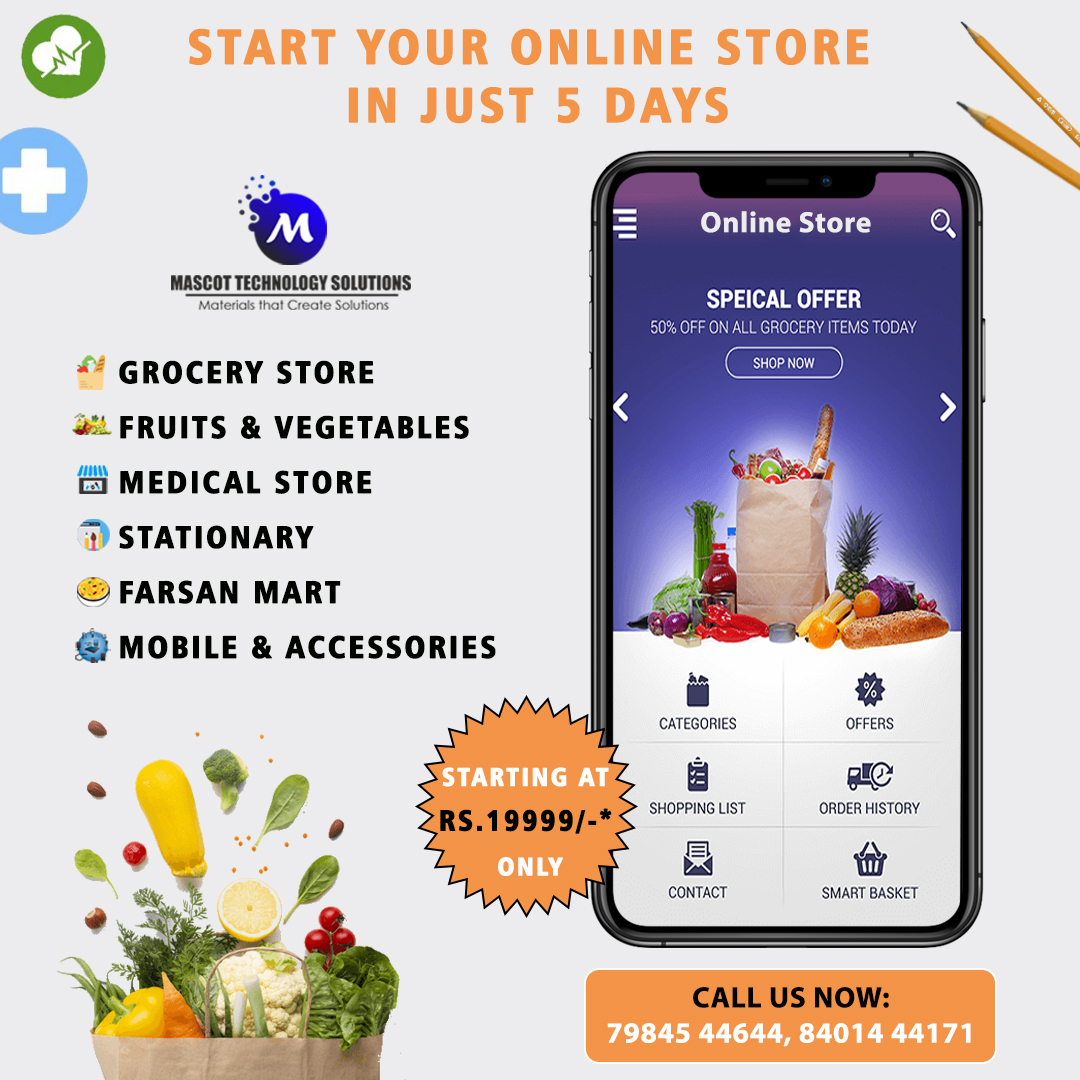 START YOUR ONLINE STORE
IN JUST 5 DAYS
M
MASCOT TECHNOLOGY SOLUTIONS
Materials that Create Solutions
GROCERY STORE
FRUITS & VEGETABLES
MEDICAL STORE
STATIONARY
FARSAN MART
MOBILE & ACCESSORIES
Online Store
SPEICAL OFFER
50% OFF ON ALL GROCERY ITEMS TODAY
SHOP NOW
CATEGORIES
OFFERS
SHOPPING LIST
ORDER HISTORY
CONTACT
SMART BASKET
STARTING AT
RS.19999/-*
ONLY
CALL US NOW:
79845 44644, 84014 44171